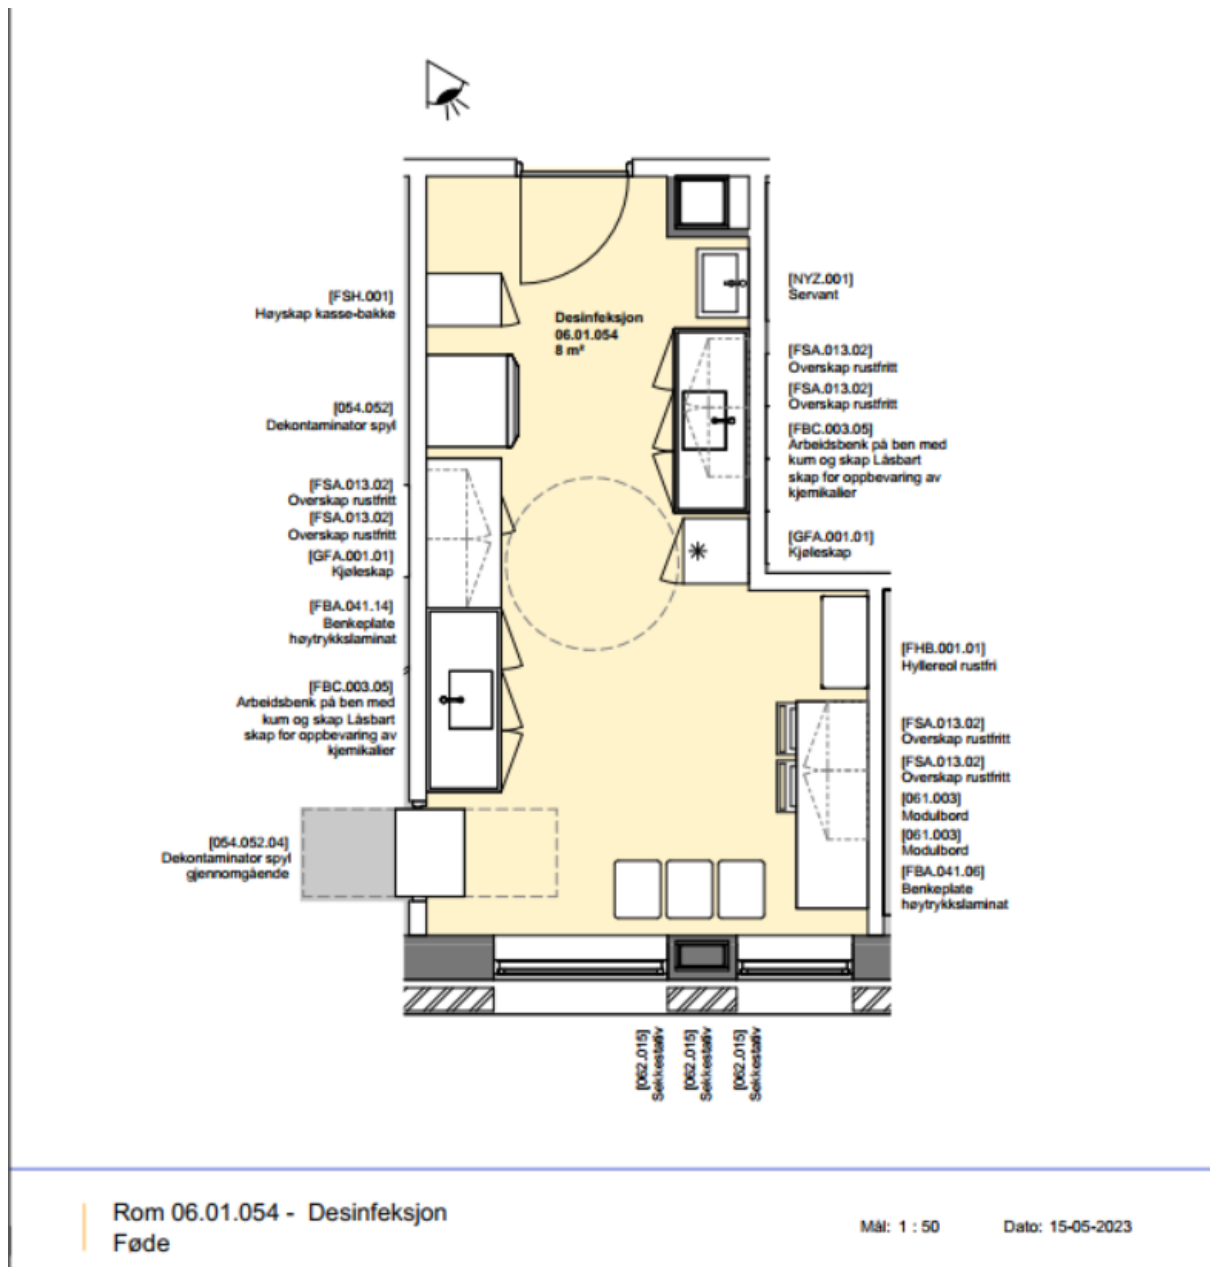 [FSH.001]
Høyskap kasse-bakke
[054.052]
Dekontaminator spyl
[FSA.013.02]
Overskap rustfritt
[FSA.013.02]
Overskap rustfritt
[GFA.001.01]
Kjøleskap
[FBA.041.14]
Benkeplate
høytrykkslaminat
[FBC.003.05]
Arbeidsbenk på ben med
kum og skap Låsbart
skap for oppbevaring av
kjemikalier
[054.052.04]
Dekontaminator spyl
gjennomgående
Desinfeksjon
06.01.054
8 m²
[NYZ.001]
Servant
[FSA.013.02]
Overskap rustfritt
[FSA.013.02]
Overskap rustfritt
[FBC.003.05]
Arbeidsbenk på ben med
kum og skap Låsbart
skap for oppbevaring av
kjemikalier
[GFA.001.01]
Kjøleskap
[FHB.001.01]
Hyllereol rustfri
[FSA.013.02]
Overskap rustfritt
[FSA.013.02]
Overskap rustfritt
[061.003]
Modulbord
[061.003]
Modulbord
[FBA.041.06]
Benkeplate
høytrykkslaminat
[062.015]
Sekkestativ
[062.015]
Sekkestativ
[062.015]
Sekkestativ
Rom 06.01.054 - Desinfeksjon
Føde
Mål: 1 : 50
Dato: 15-05-2023